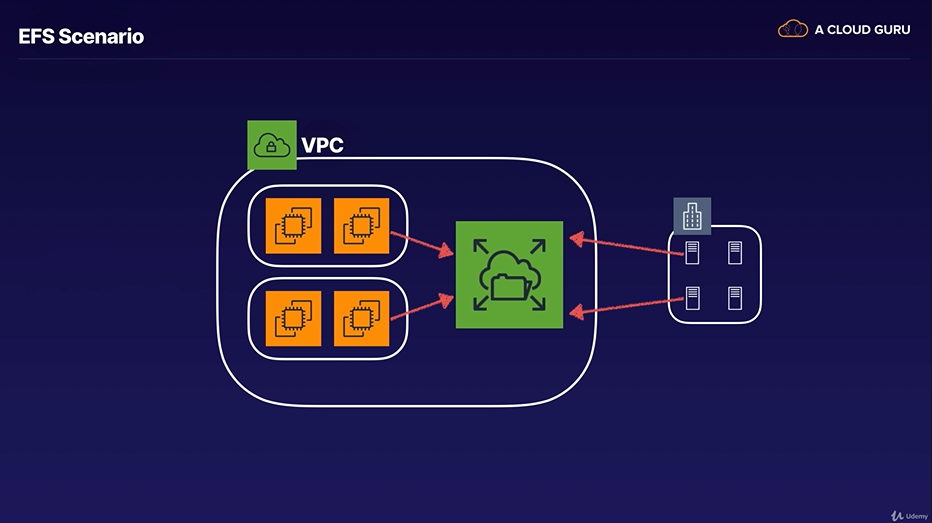 EFS Scenario
A CLOUD GURU
VPC
Udemy